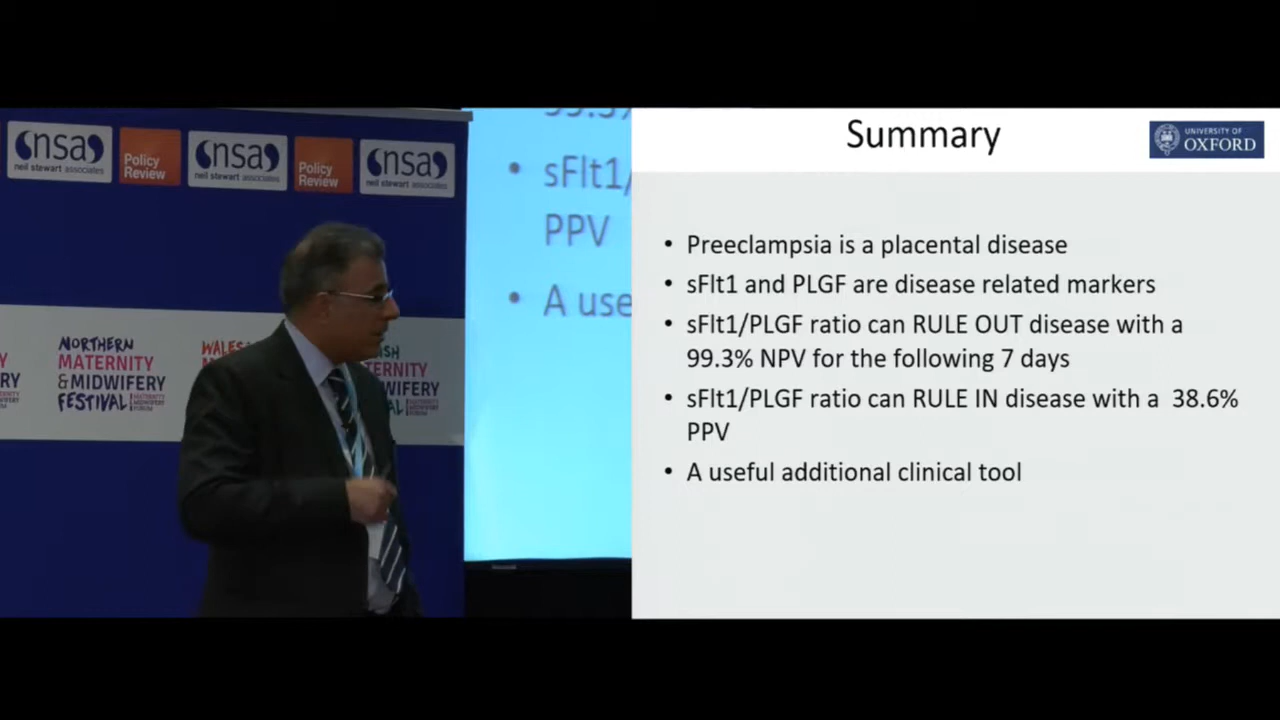 nsa
neil stewart associates
Policy
Review
nsa
neil stewart associates
Policy
Review
nsa
neil stewart associates
NORTHERN
MATERNITY
& MIDWIFERY
FESTIVAL
MATERNITY
MIDWIFERY
FORUM
WALES
• sFlt1/
PPV
• A use
Summary
UNIVERSITY OF
OXFORD
• Preeclampsia is a placental disease
• sFlt1 and PLGF are disease related markers
• sFlt1/PLGF ratio can RULE OUT disease with a
99.3% NPV for the following 7 days
• sFlt1/PLGF ratio can RULE IN disease with a 38.6%
PPV
• A useful additional clinical tool